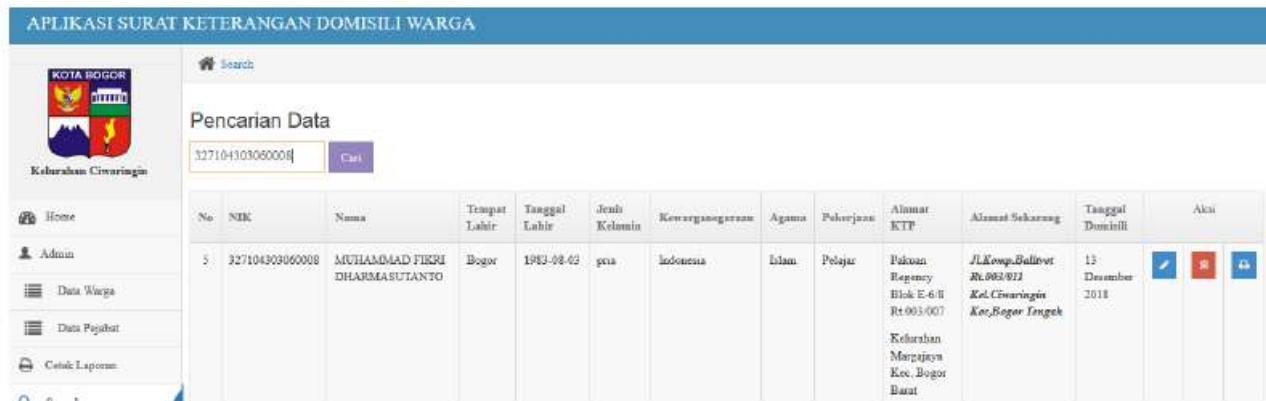 APLIKASI SURAT KETERANGAN DOMISILI WARGA
KOTA BOGOR
Kelurahan Ciwaringin
Home
Admin
Data Warga
Data Pejabat
Cetak Laporan
Search
Pencarian Data
327104303060008
Cari
No NIK Nama Tempat Lahir Tanggal Lahir Jenis Kelamin Kewarganegaraan Agama Pekerjaan Alamat KTP Alamat Sekarang Tanggal Domisili Aksi
5 327104303060008 MUHAMMAD FIKRI Bogor 1983-08-03 pria Indonesia Islam Pelajar Pakuan Jl.Komp.Balitvet 13
DHARMASUTANTO Regency Rt.003/011 Desember
Blok E-6/8 Kel.Ciwaringin 2018
Rt.003/007 Kec,Bogor Tengah
Kelurahan
Margajaya
Kec. Bogor
Barat